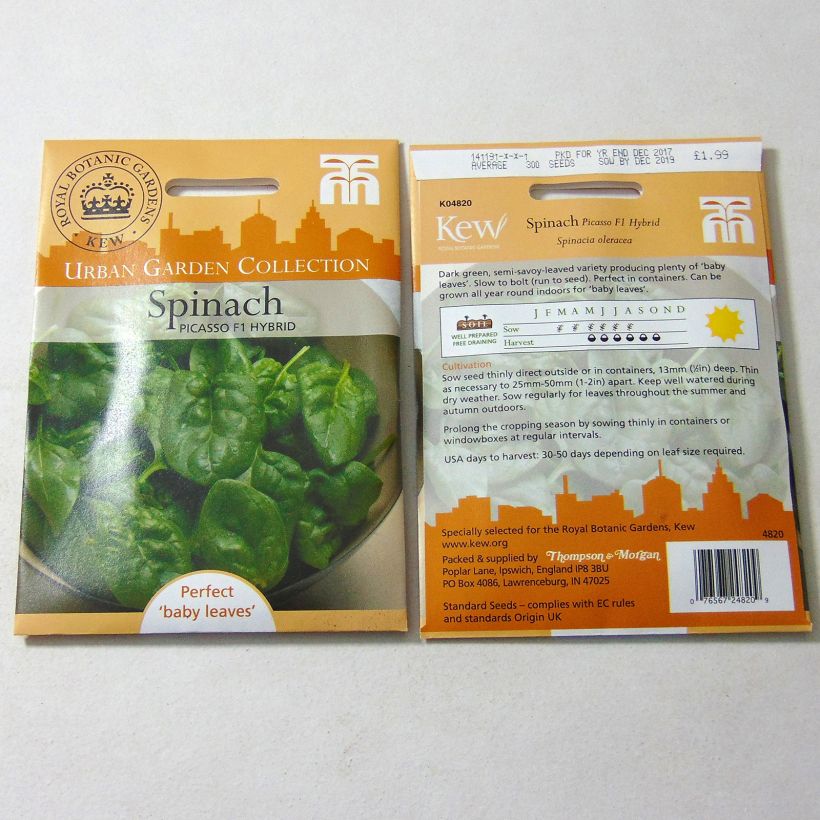 ROYAL BOTANIC GARDENS
KEW
URBAN GARDEN COLLECTION
Spinach
PICASSO F1 HYBRID
Perfect
'baby leaves'
PKD FOR YR END DEC 2017
AVERAGE 300 SEEDS SOW BY DEC 2019 £1.99
K04820
Kew
ROYAL BOTANIC GARDENS
Spinach Picasso F1 Hybrid
Spinacia oleracea
Dark green, semi-savoy-leaved variety producing plenty of 'baby
leaves'. Slow to bolt (run to seed). Perfect in containers. Can be
grown all year round indoors for 'baby leaves'.
SOIL
WELL PREPARED
FREE DRAINING
J F M A M J J A S O N D
Sow
Harvest
Cultivation
Sow seed thinly direct outside or in containers, 13mm (½in) deep. Thin
as necessary to 25mm-50mm (1-2in) apart. Keep well watered during
dry weather. Sow regularly for leaves throughout the summer and
autumn outdoors.
Prolong the cropping season by sowing thinly in containers or
windowboxes at regular intervals.
USA days to harvest: 30-50 days depending on leaf size required.
Specially selected for the Royal Botanic Gardens, Kew
www.kew.org
4820
Packed & supplied by Thompson & Morgan
Poplar Lane, Ipswich, England IP8 3BU
PO Box 4086, Lawrenceburg, IN 47025
Standard Seeds – complies with EC rules
and standards Origin UK
0 76567 24820 9